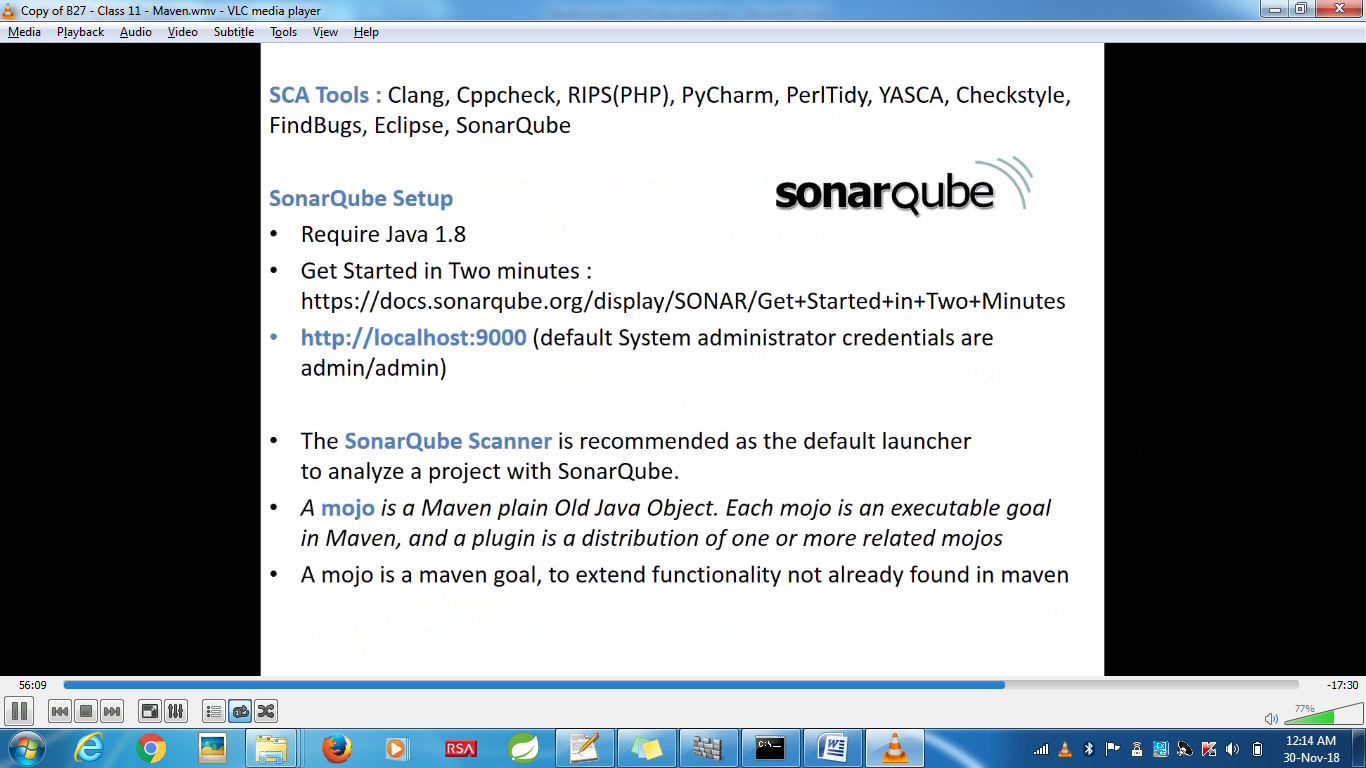 Copy of B27 - Class 11 - Maven.wmv - VLC media player
Media Playback Audio Video Subtitle Tools View Help
SCA Tools : Clang, Cppcheck, RIPS(PHP), PyCharm, PerlTidy, YASCA, Checkstyle,
FindBugs, Eclipse, SonarQube
sonarqube
SonarQube Setup
• Require Java 1.8
• Get Started in Two minutes :
https://docs.sonarqube.org/display/SONAR/Get+Started+in+Two+Minutes
• http://localhost:9000 (default System administrator credentials are
admin/admin)
• The SonarQube Scanner is recommended as the default launcher
to analyze a project with SonarQube.
• A mojo is a Maven plain Old Java Object. Each mojo is an executable goal
in Maven, and a plugin is a distribution of one or more related mojos
• A mojo is a maven goal, to extend functionality not already found in maven
56:09
-17:30
77%
RSA
C:\
W
12:14 AM
30-Nov-18